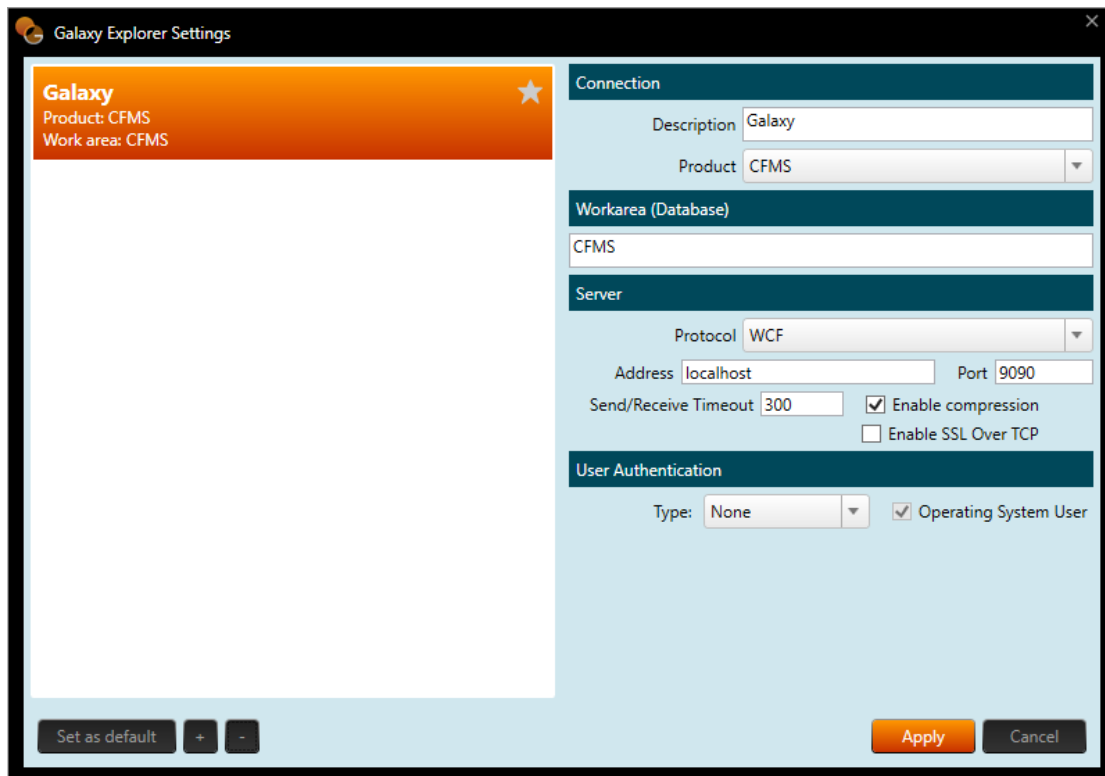 Galaxy Explorer Settings
Galaxy
Product: CFMS
Work area: CFMS
Connection
Description Galaxy
Product CFMS
Workarea (Database)
CFMS
Server
Protocol WCF
Address localhost Port 9090
Send/Receive Timeout 300 Enable compression
Enable SSL Over TCP
User Authentication
Type: None Operating System User
Set as default + - Apply Cancel